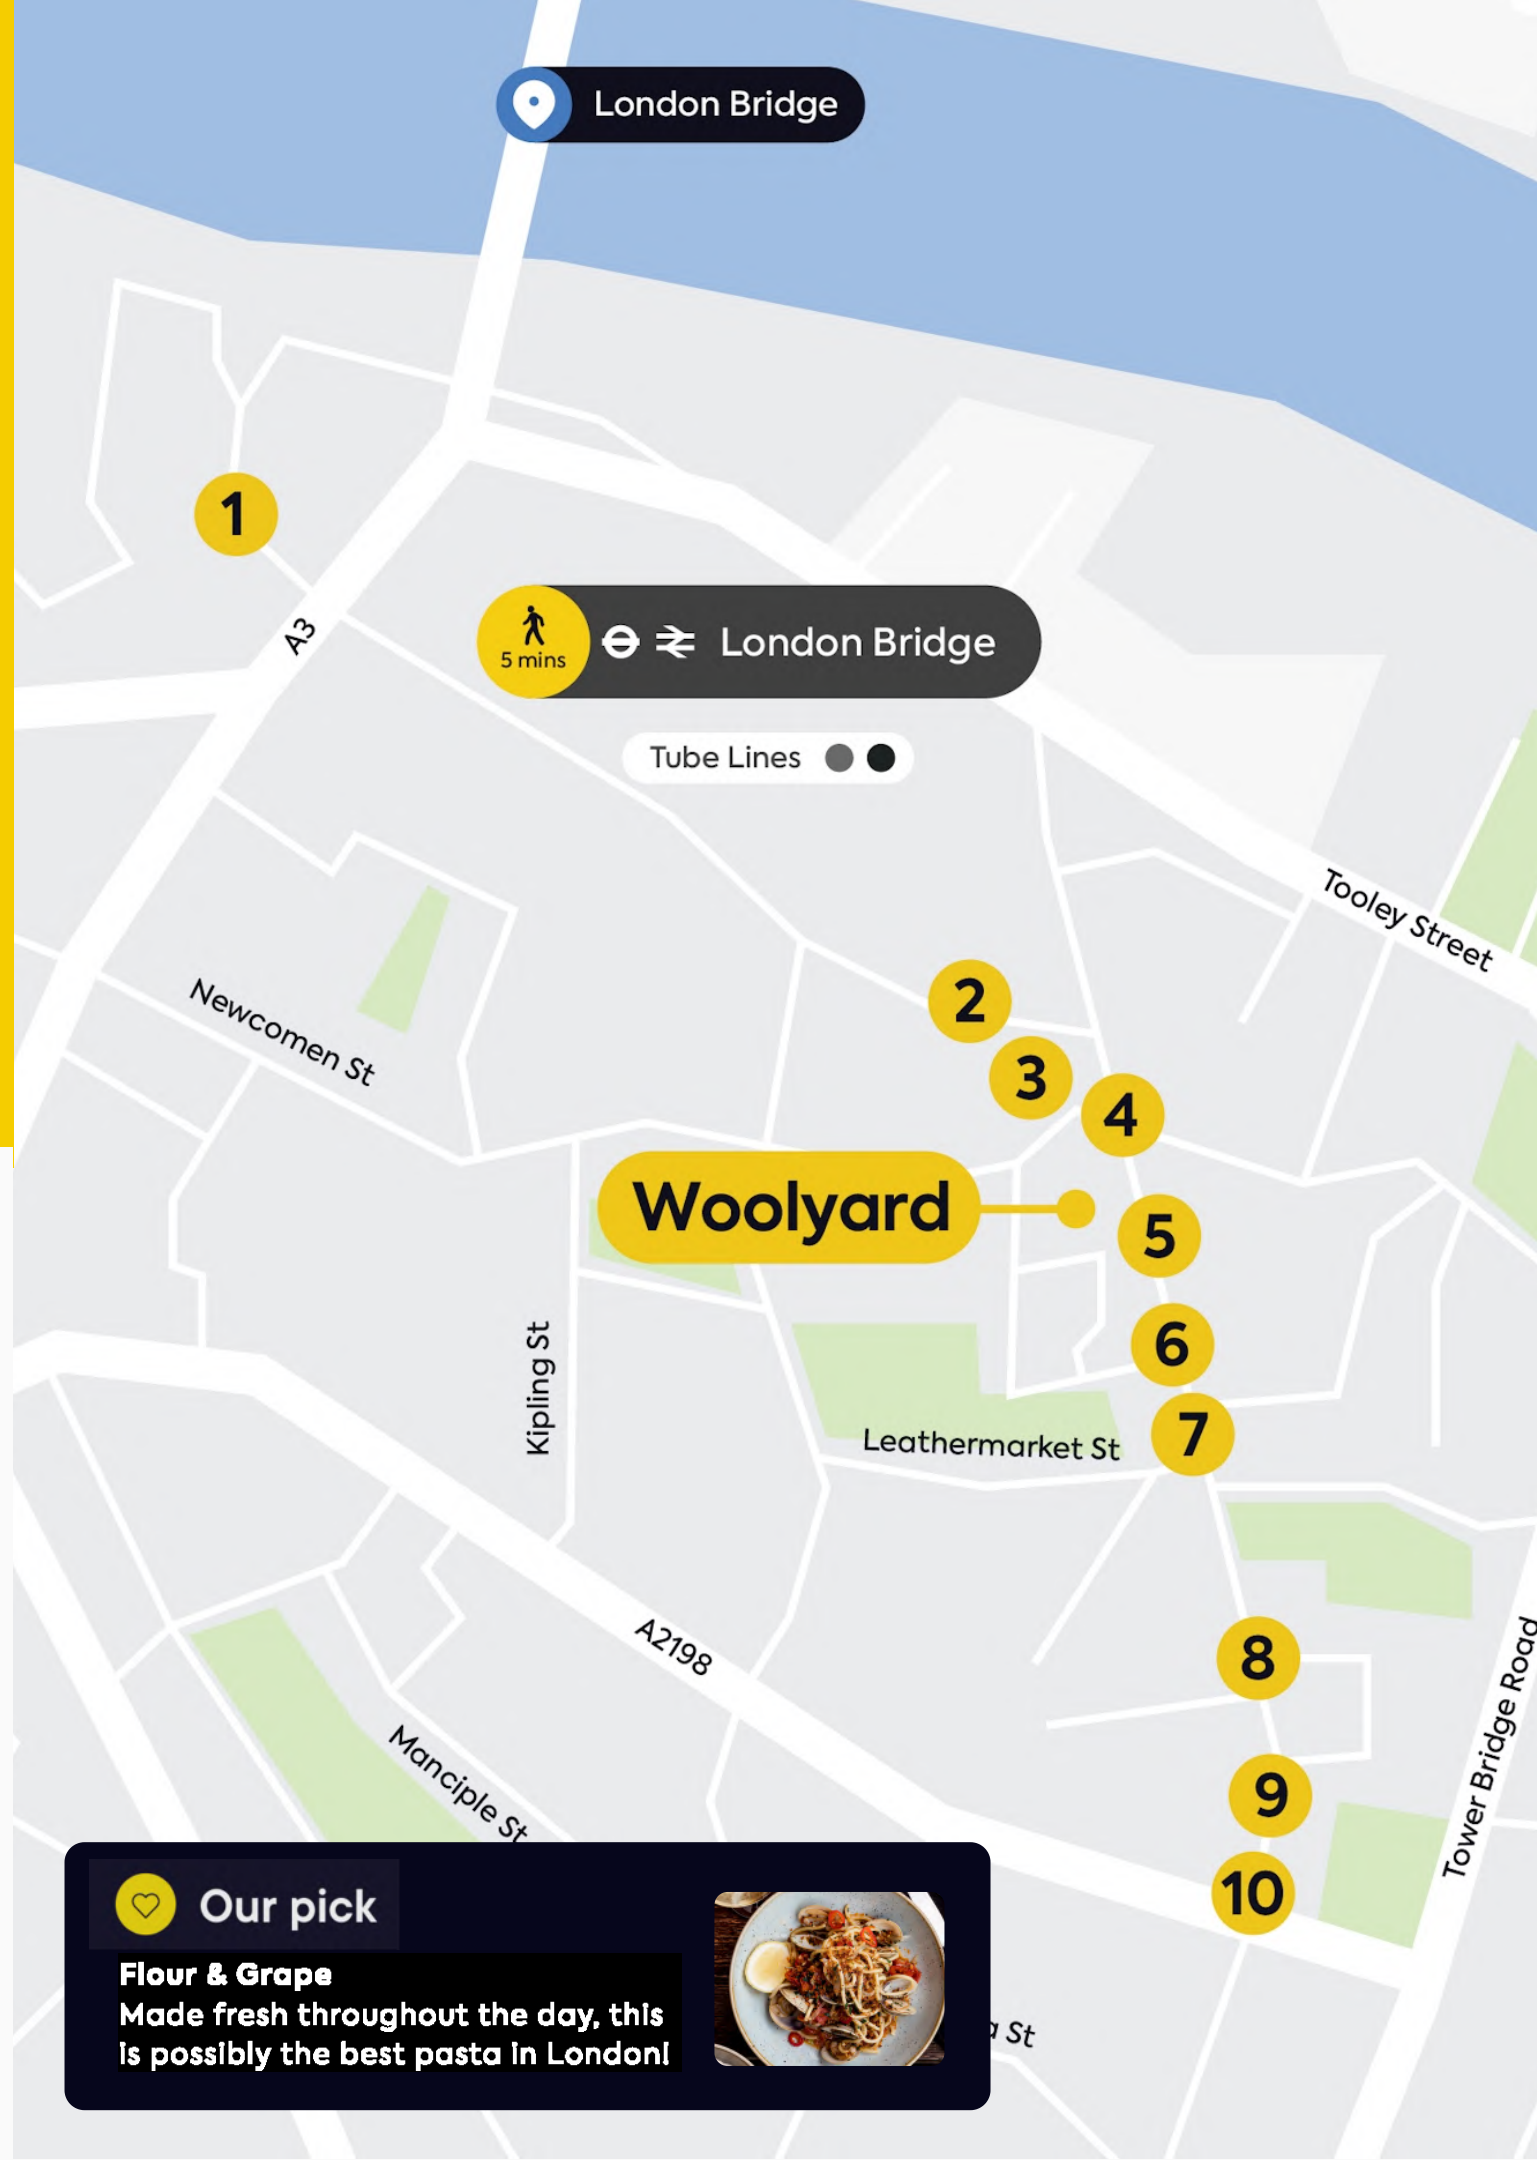 London Bridge
1
A3
5 mins
London Bridge
Tube Lines
Tooley Street
2
Newcomen St
3
4
Woolyard
5
6
Kipling St
7
Leathermarket St
8
A2198
Tower Bridge Road
9
Manciple St
10
Our pick
Flour & Grape
Made fresh throughout the day, this
is possibly the best pasta in London!
St